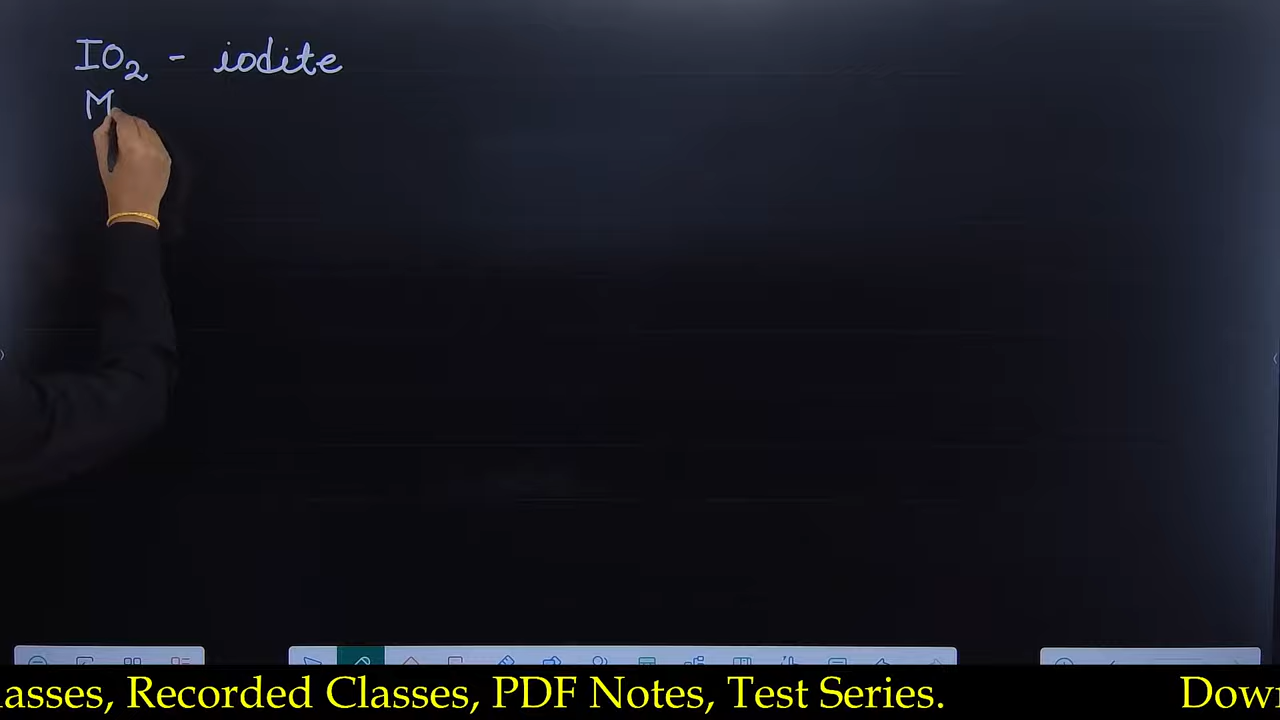 IO₂ - iodite
M
asses, Recorded Classes, PDF Notes, Test Series. Dow